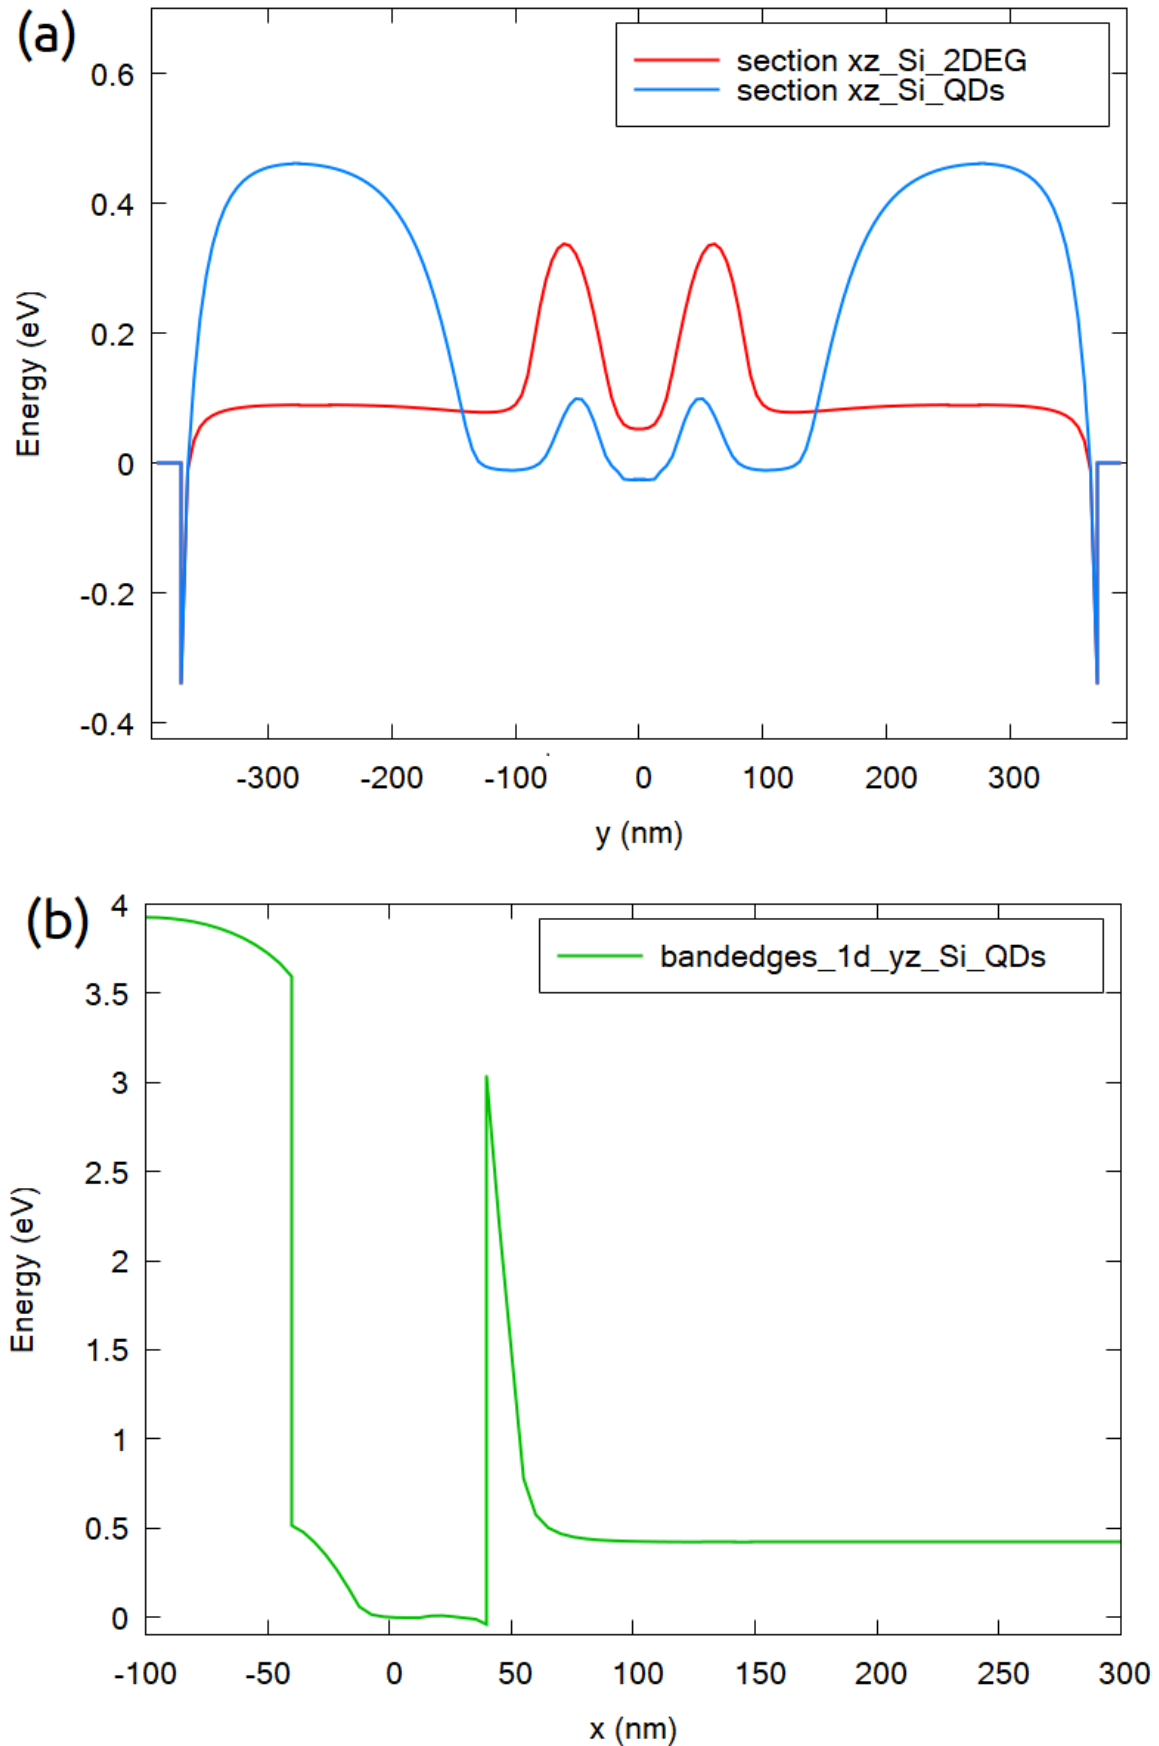 (a)
section xz_Si_2DEG
section xz_Si_QDs
0.6
0.4
0.2
0
-0.2
-0.4
Energy (eV)
-300 -200 -100 0 100 200 300
y (nm)
(b)
bandedges_1d_yz_Si_QDs
4
3.5
3
2.5
2
1.5
1
0.5
0
Energy (eV)
-100 -50 0 50 100 150 200 250 300
x (nm)